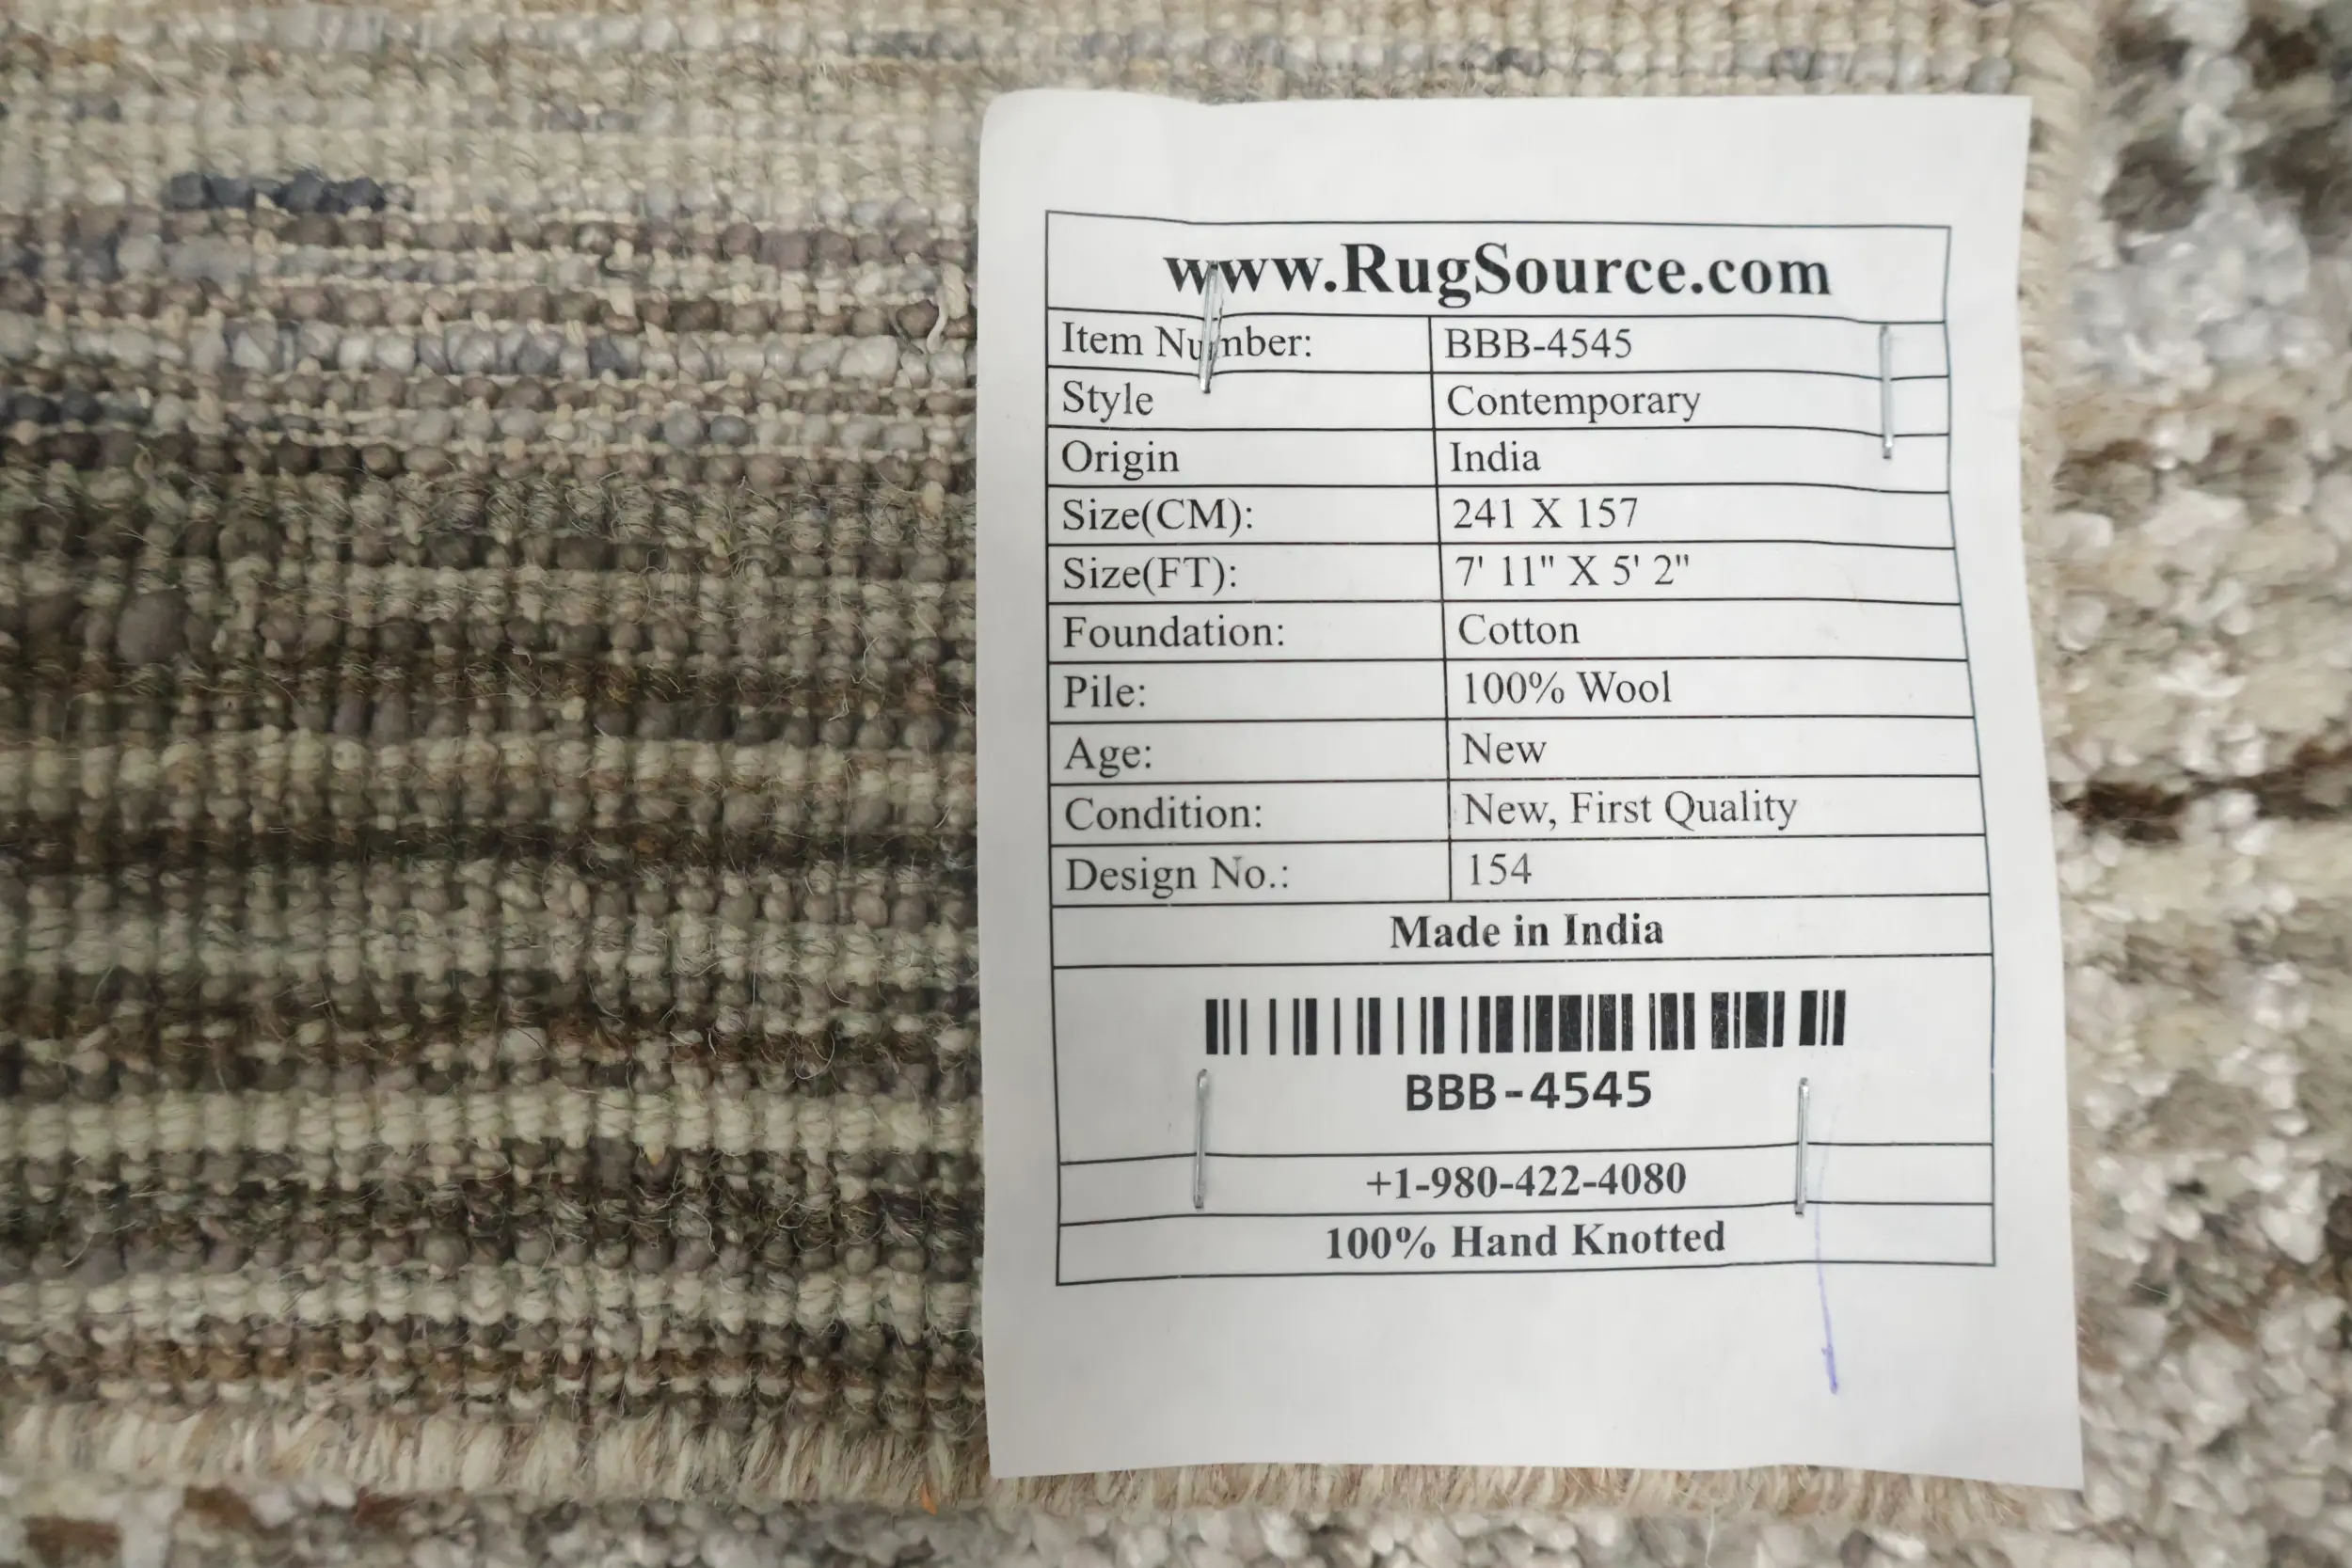 www.RugSource.com
Item Number: BBB-4545
Style Contemporary
Origin India
Size(CM): 241 X 157
Size(FT): 7' 11" X 5' 2"
Foundation: Cotton
Pile: 100% Wool
Age: New
Condition: New, First Quality
Design No.: 154
Made in India
BBB-4545
+1-980-422-4080
100% Hand Knotted